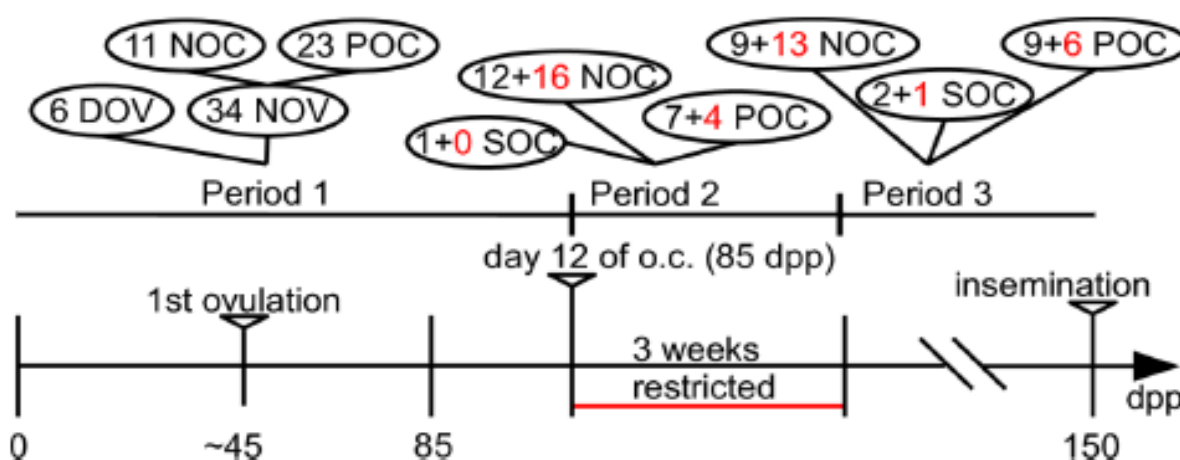 11 NOC
23 POC
9+13 NOC
9+6 POC
12+16 NOC
2+1 SOC
6 DOV
34 NOV
7+4 POC
1+0 SOC
Period 1
Period 2
Period 3
day 12 of o.c. (85 dpp)
1st ovulation
insemination
3 weeks
restricted
dpp
0
~45
85
150